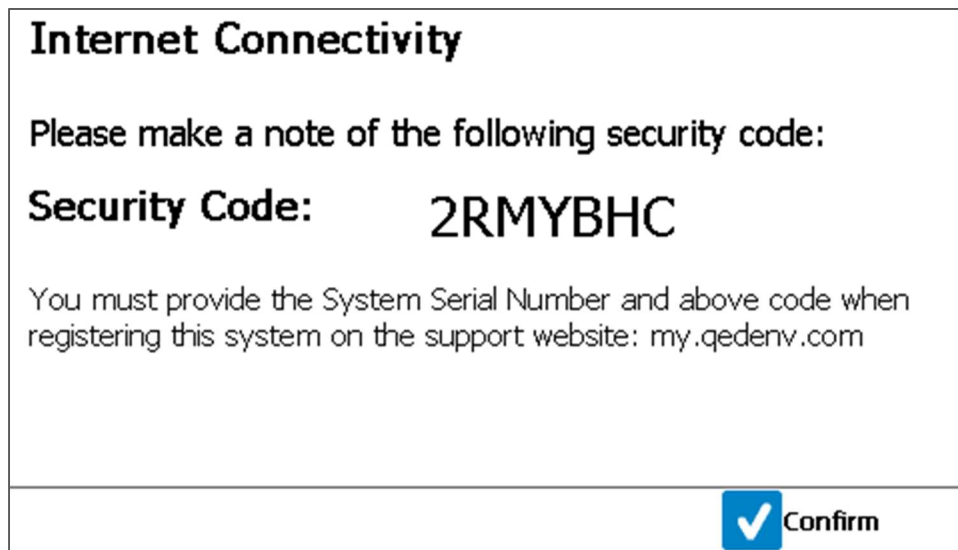 Internet Connectivity
Please make a note of the following security code:
Security Code: 2RMYBHC
You must provide the System Serial Number and above code when
registering this system on the support website: my.qedenv.com
Confirm